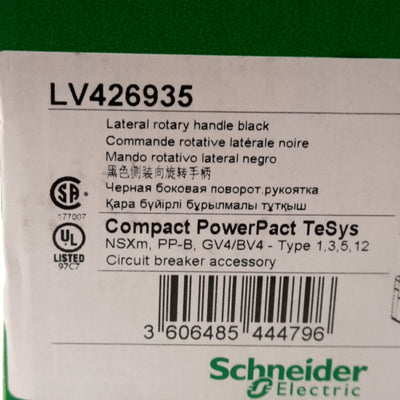 LV426935
Lateral rotary handle black
Commande rotative latérale noire
Mando rotativo lateral negro
黑色侧装向旋转手柄
Черная боковая поворот.рукоятка
Қара бүйірлі бұрылмалы тұтқыш
177007
Compact PowerPact TeSys
NSXm, PP-B, GV4/BV4 - Type 1,3,5,12
Circuit breaker accessory
UL
LISTED
97C7
3 606485 444796
Schneider
Electric